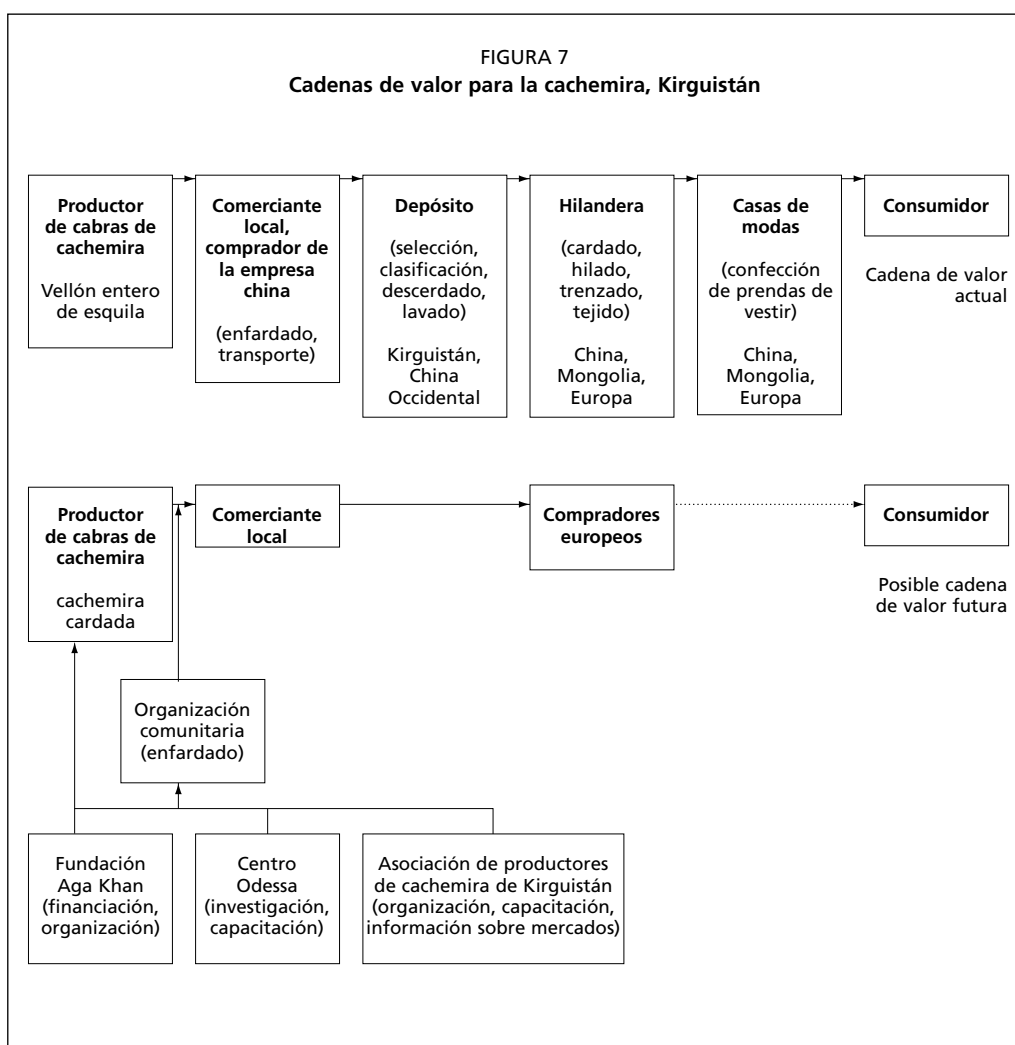 FIGURA 7
Cadenas de valor para la cachemira, Kirguistán
Productor
de cabras de
cachemira
Vellón entero
de esquila
Comerciante
local,
comprador de
la empresa
china
(enfardado,
transporte)
Depósito
(selección,
clasificación,
descerdado,
lavado)
Kirguistán,
China
Occidental
Hilandera
(cardado,
hilado,
trenzado,
tejido)
China,
Mongolia,
Europa
Casas de
modas
(confección
de prendas de
vestir)
China,
Mongolia,
Europa
Consumidor
Cadena de valor
actual
Productor
de cabras de
cachemira
cachemira
cardada
Comerciante
local
Compradores
europeos
Consumidor
Posible cadena
de valor futura
Organización
comunitaria
(enfardado)
Fundación
Aga Khan
(financiación,
organización)
Centro
Odessa
(investigación,
capacitación)
Asociación de productores
de cachemira de Kirguistán
(organización, capacitación,
información sobre mercados)